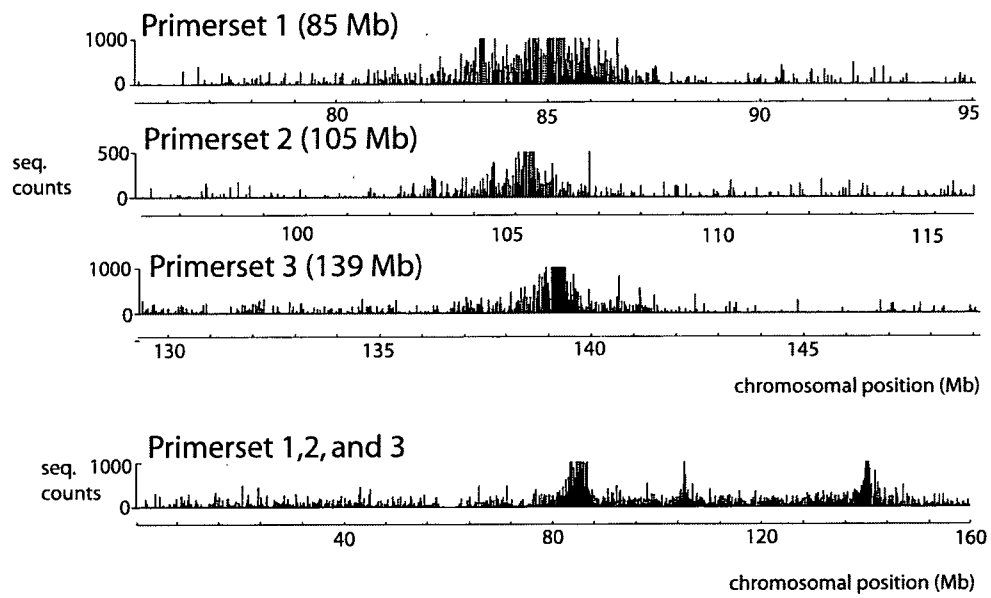 Primerset 1 (85 Mb)
1000
0
80 85 90 95
Primerset 2 (105 Mb)
seq.
counts
500
0
100 105 110 115
Primerset 3 (139 Mb)
1000
0
130 135 140 145
chromosomal position (Mb)
Primerset 1,2, and 3
seq.
counts
1000
0
40 80 120 160
chromosomal position (Mb)